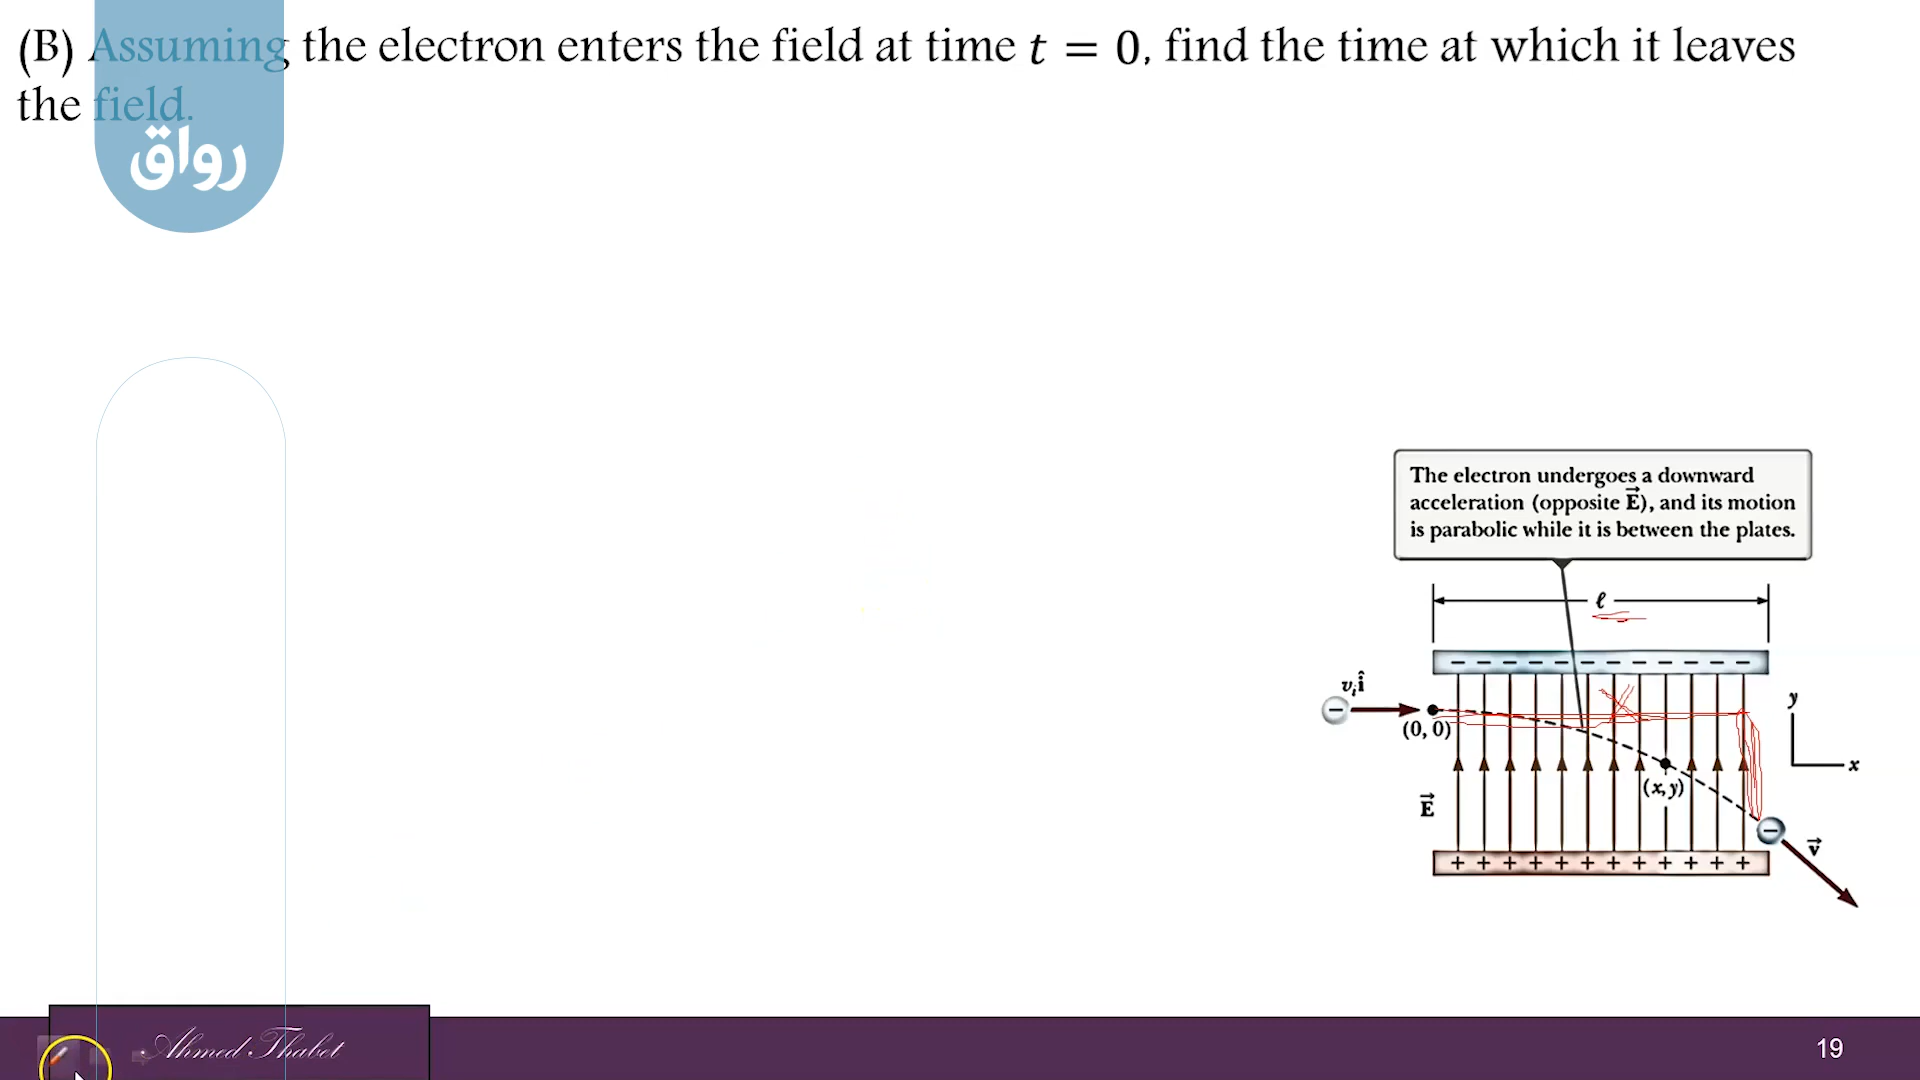 (B) Assuming the electron enters the field at time t = 0, find the time at which it leaves
the field.
رواق
The electron undergoes a downward
acceleration (opposite E⃗), and its motion
is parabolic while it is between the plates.
ℓ
− − − − − − − − − − − −
vᵢî
−
(0, 0)
y
x
(x, y)
E⃗
−
v⃗
+ + + + + + + + + + + +
Ahmed Thabet
19